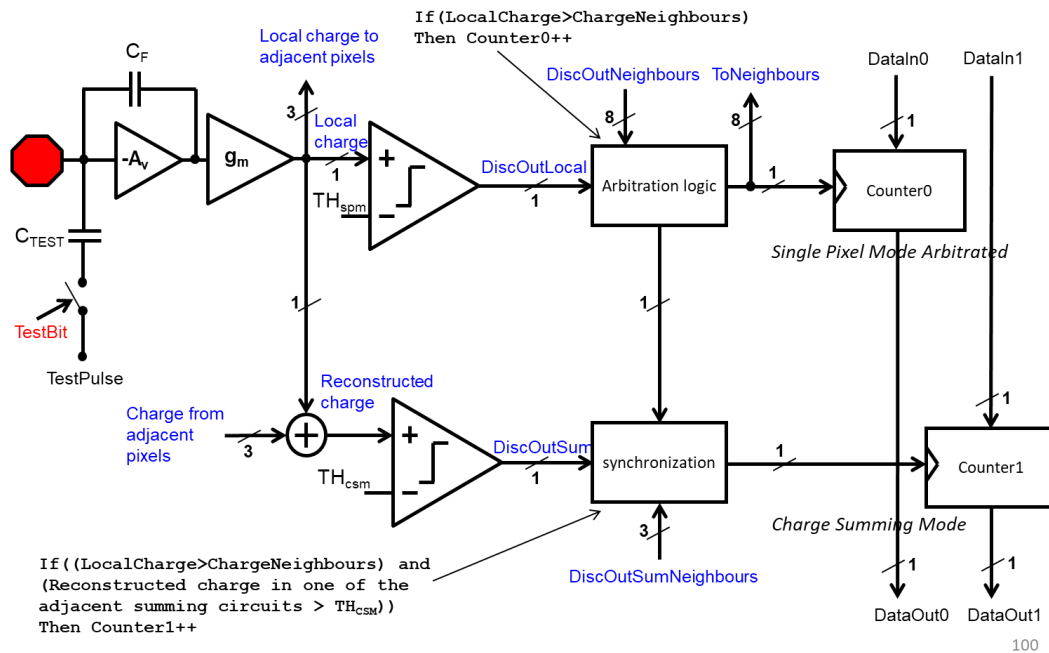 If(LocalCharge>ChargeNeighbours)
Then Counter0++
Local charge to
adjacent pixels
DiscOutNeighbours
ToNeighbours
DataIn0
DataIn1
C_F
3
8
8
1
Local
charge
1
-A_v
g_m
+
DiscOutLocal
1
Arbitration logic
1
Counter0
TH_spm
−
C_TEST
Single Pixel Mode Arbitrated
1
1
TestBit
TestPulse
Reconstructed
charge
1
Charge from
adjacent
pixels
3
+
+
DiscOutSum
1
synchronization
1
Counter1
TH_csm
−
3
Charge Summing Mode
1
1
DiscOutSumNeighbours
DataOut0
DataOut1
If((LocalCharge>ChargeNeighbours) and
(Reconstructed charge in one of the
adjacent summing circuits > TH_CSM))
Then Counter1++
100